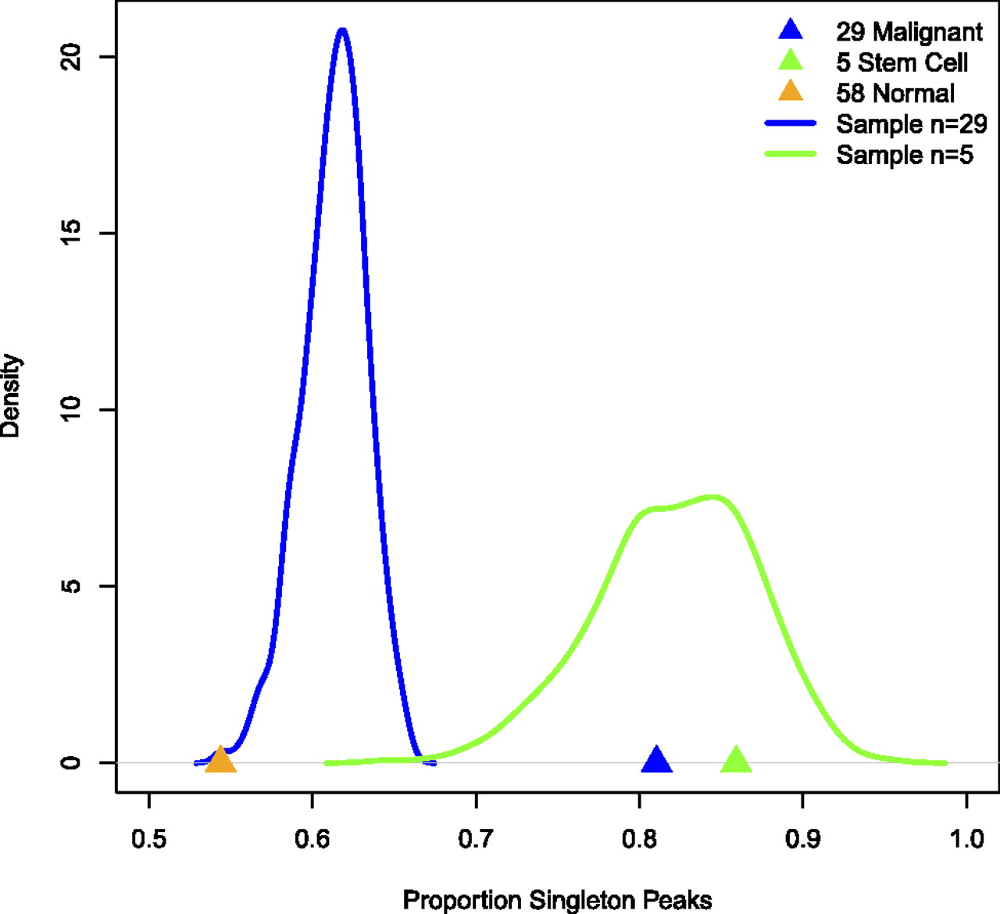 29 Malignant
5 Stem Cell
58 Normal
Sample n=29
Sample n=5
Density
20
15
10
5
0
0.5 0.6 0.7 0.8 0.9 1.0
Proportion Singleton Peaks